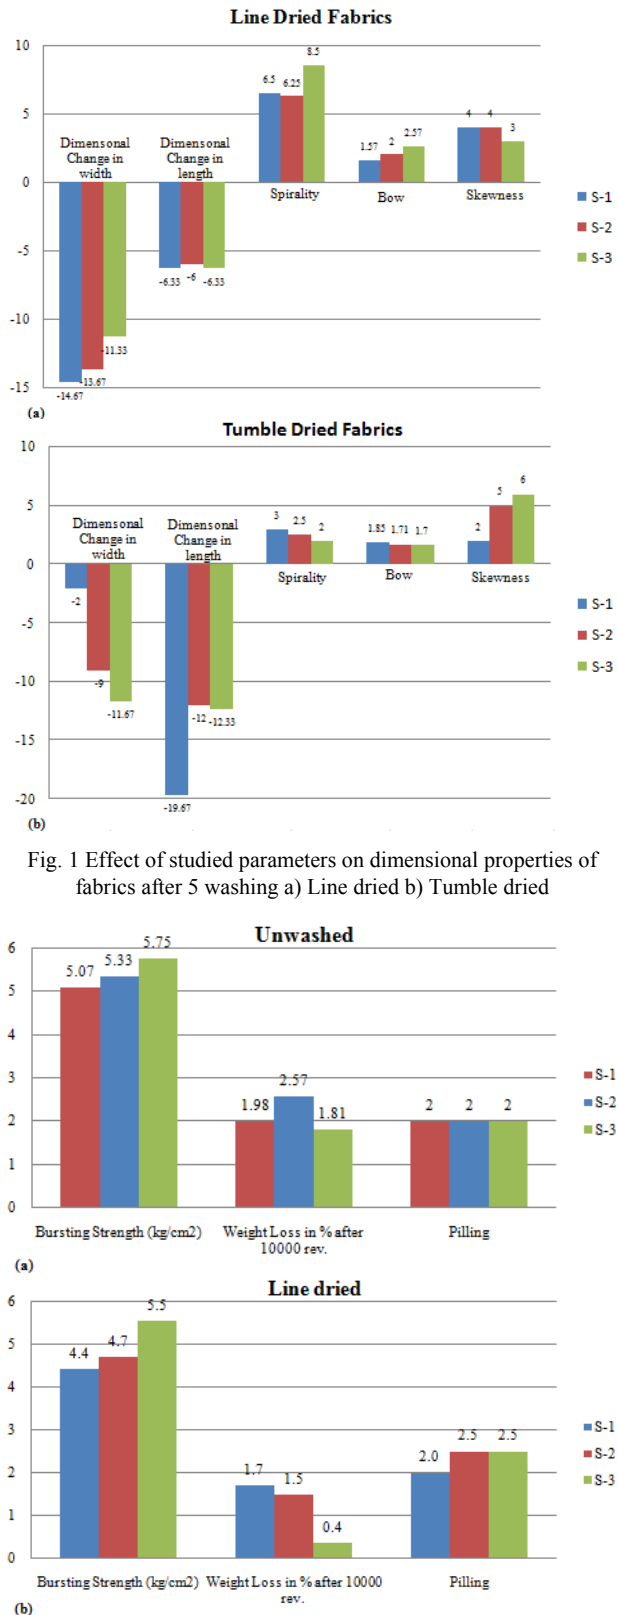 Line Dried Fabrics
10
5
0
-5
-10
-15
Dimensional
Change in
width
Dimensional
Change in
length
Spirality
Bow
Skewness
-14.67
-13.67
-11.33
-6.33
-6
-6.33
6.5
6.25
8.5
1.57
2
2.57
4
4
3
S-1
S-2
S-3
(a)
Tumble Dried Fabrics
10
5
0
-5
-10
-15
-20
Dimensional
Change in
width
Dimensional
Change in
length
Spirality
Bow
Skewness
-2
-9
-11.67
-19.67
-12
-12.33
3
2.5
2
1.85
1.71
1.7
2
5
6
S-1
S-2
S-3
(b)
Fig. 1 Effect of studied parameters on dimensional properties of
fabrics after 5 washing a) Line dried b) Tumble dried
Unwashed
6
5
4
3
2
1
0
5.07
5.33
5.75
1.98
2.57
1.81
2
2
2
Bursting Strength (kg/cm2)
Weight Loss in % after
10000 rev.
Pilling
S-1
S-2
S-3
(a)
Line dried
6
5
4
3
2
1
0
4.4
4.7
5.5
1.7
1.5
0.4
2.0
2.5
2.5
Bursting Strength (kg/cm2)
Weight Loss in % after 10000
rev.
Pilling
S-1
S-2
S-3
(b)